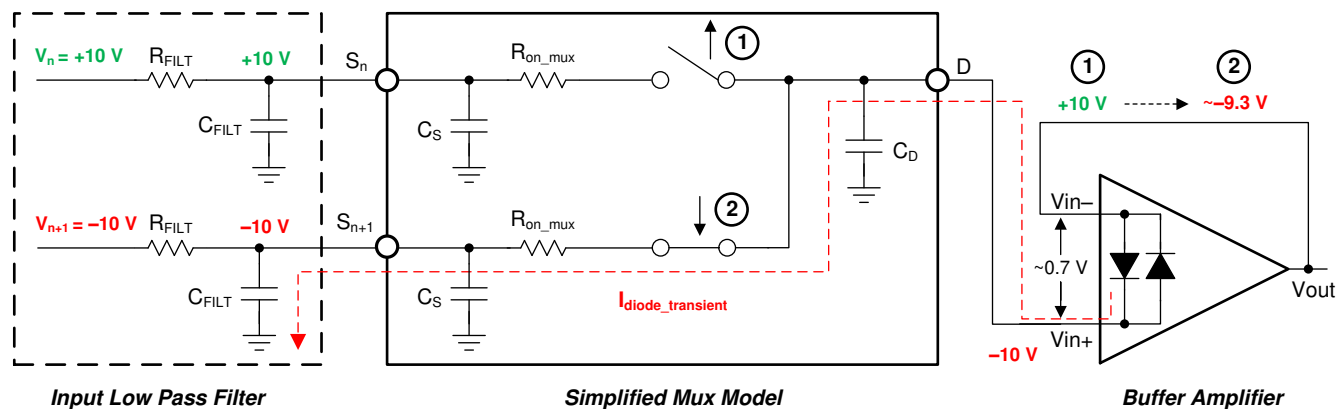 Vn = +10 V
RFILT
+10 V
Sn
Ron_mux
1
D
1
2
+10 V
~–9.3 V
CFILT
CS
CD
Vn+1 = –10 V
RFILT
–10 V
Sn+1
Ron_mux
2
Vin–
~0.7 V
CFILT
CS
Idiode_transient
Vout
–10 V
Vin+
Input Low Pass Filter
Simplified Mux Model
Buffer Amplifier